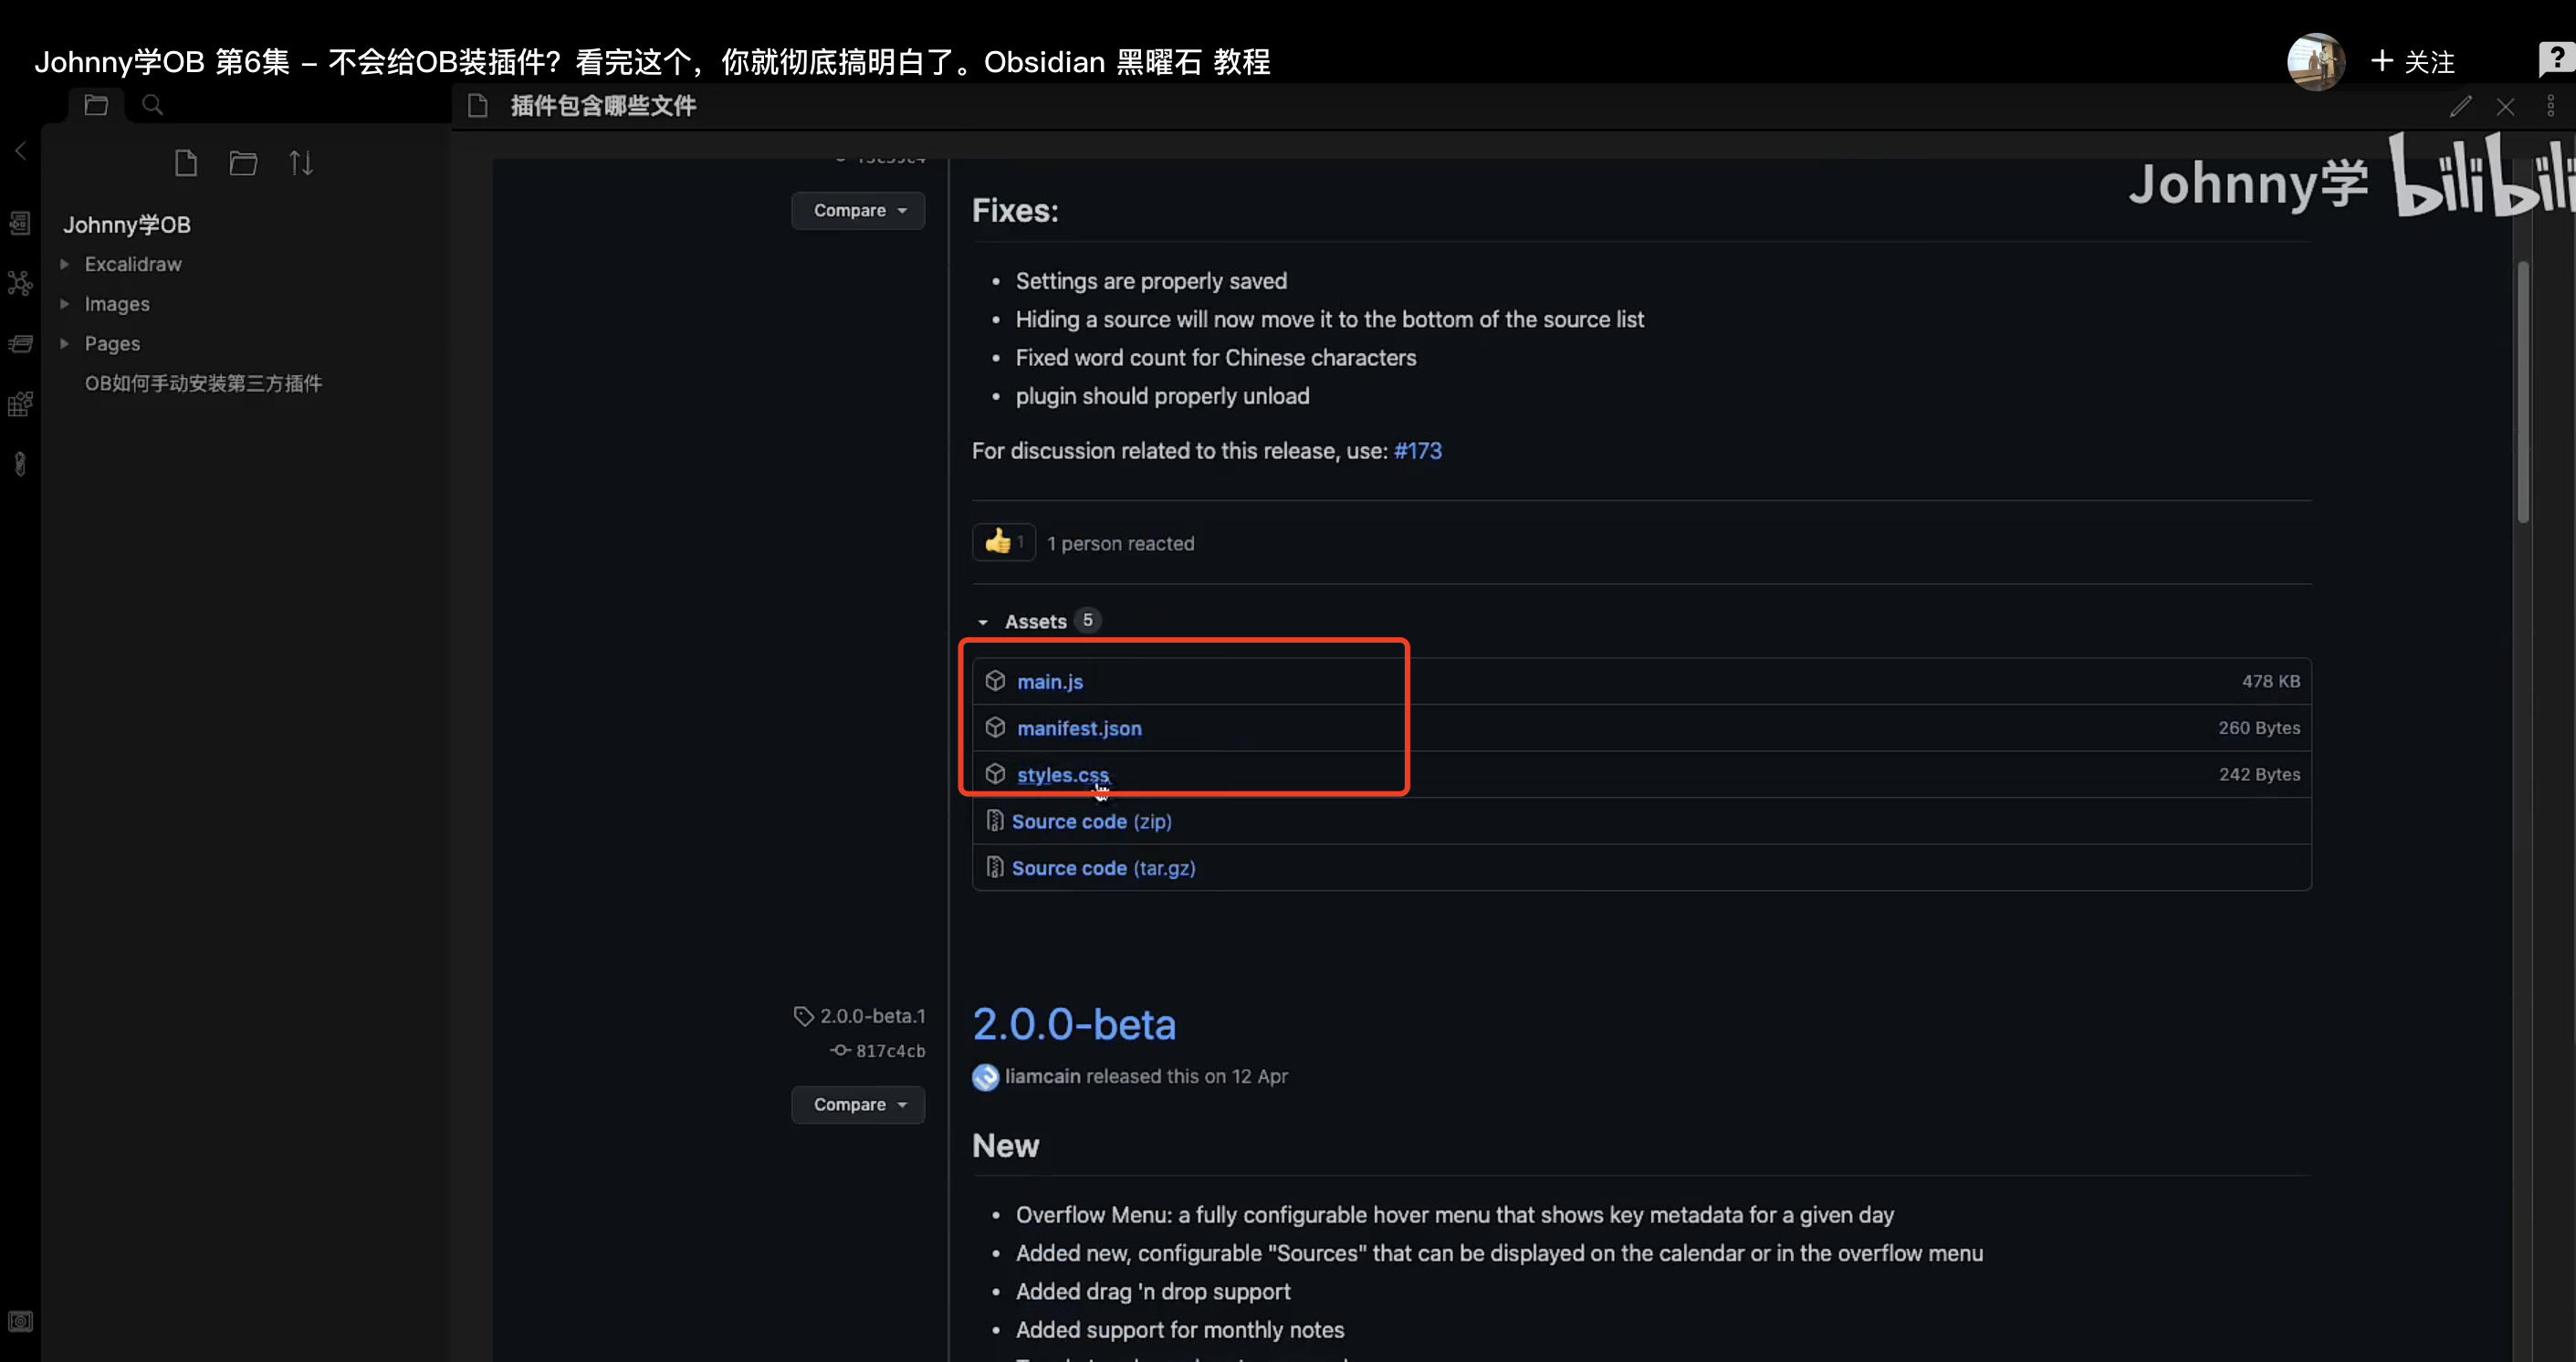 Johnny学OB 第6集 – 不会给OB装插件？看完这个，你就彻底搞明白了。Obsidian 黑曜石 教程
+ 关注
插件包含哪些文件
Johnny学 bilibili
Johnny学OB
Excalidraw
Images
Pages
OB如何手动安装第三方插件
Compare
Fixes:
Settings are properly saved
Hiding a source will now move it to the bottom of the source list
Fixed word count for Chinese characters
plugin should properly unload
For discussion related to this release, use: #173
👍 1 1 person reacted
Assets 5
main.js 478 KB
manifest.json 260 Bytes
styles.css 242 Bytes
Source code (zip)
Source code (tar.gz)
2.0.0-beta.1
817c4cb
Compare
2.0.0-beta
liamcain released this on 12 Apr
New
Overflow Menu: a fully configurable hover menu that shows key metadata for a given day
Added new, configurable "Sources" that can be displayed on the calendar or in the overflow menu
Added drag 'n drop support
Added support for monthly notes